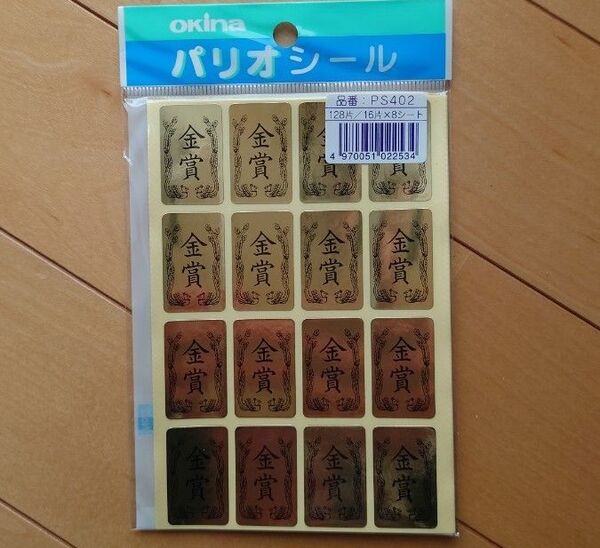 okina
パリオシール
品番：PS402
128片／16片×8シート
4 970051 022534
金賞 金賞 金賞 金賞
金賞 金賞 金賞 金賞
金賞 金賞 金賞 金賞
金賞 金賞 金賞 金賞